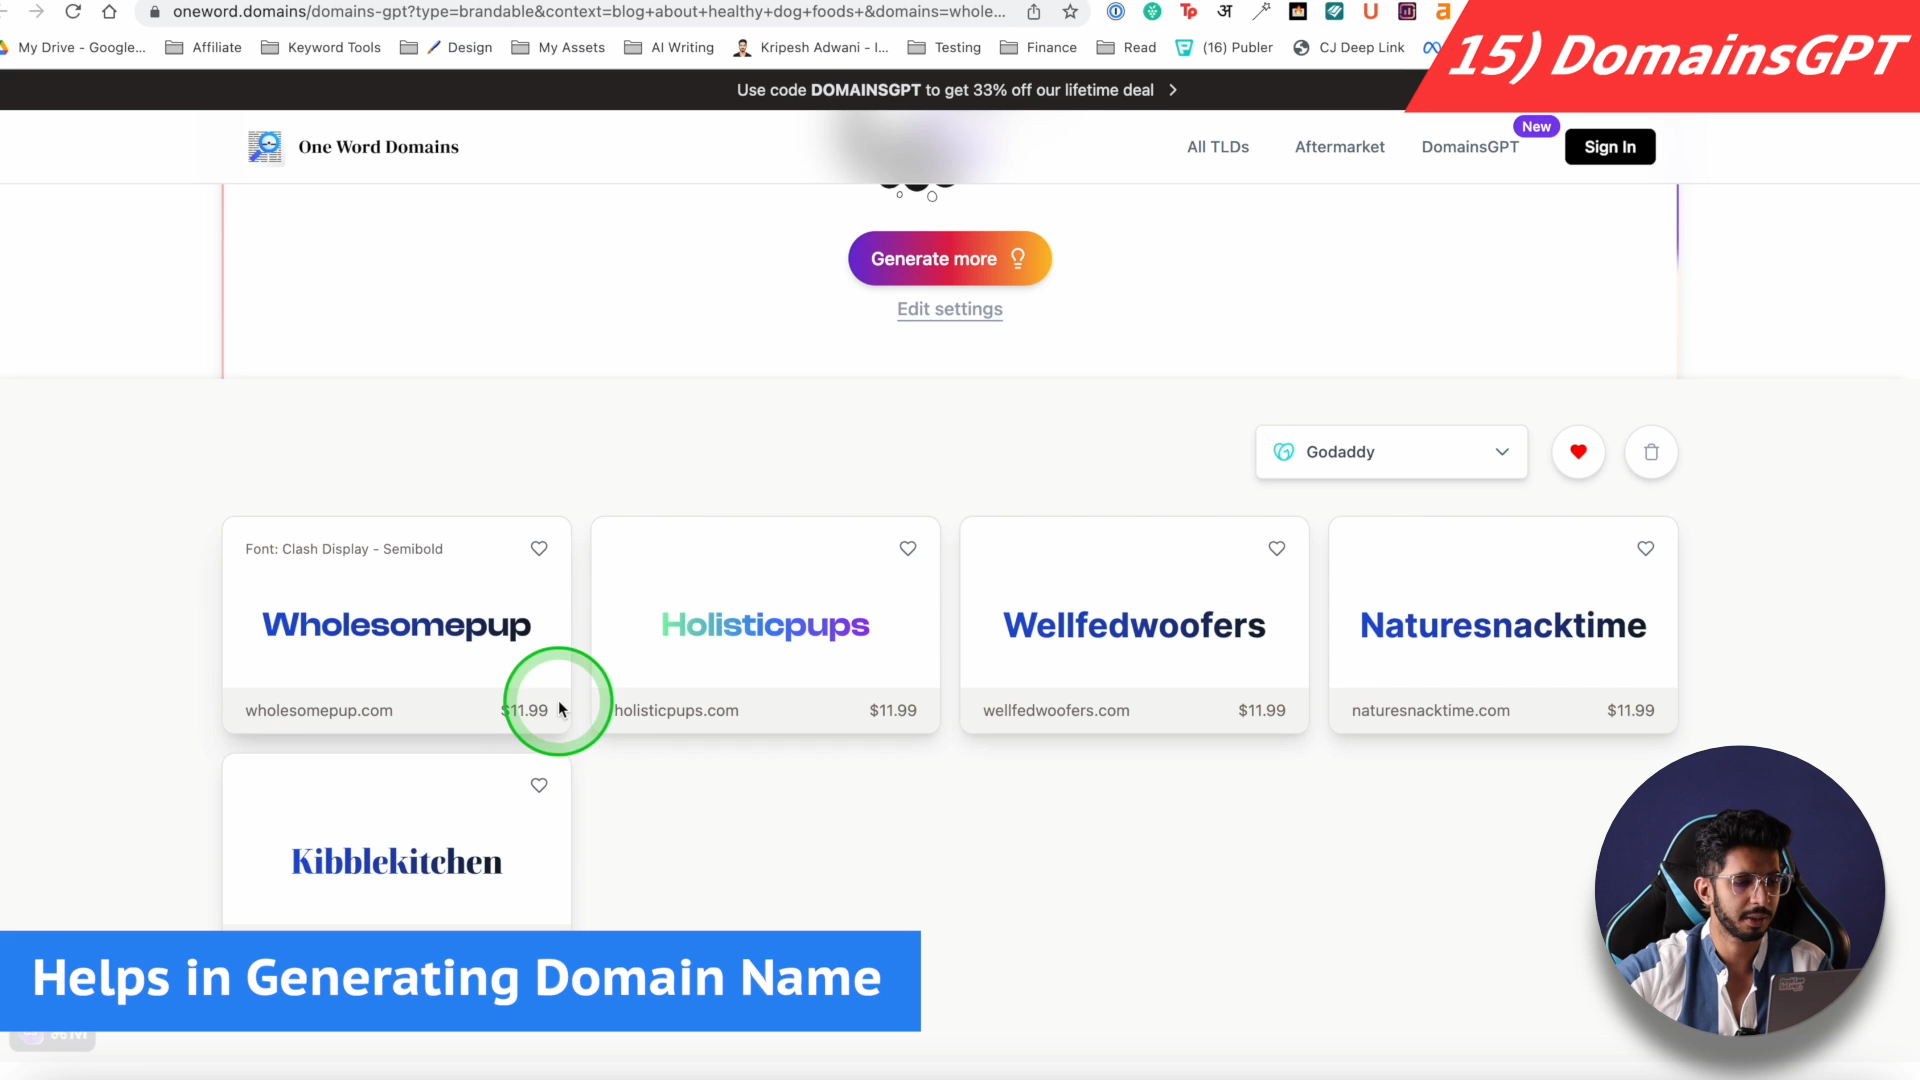 oneword.domains/domains-gpt?type=brandable&context=blog+about+healthy+dog+foods+&domains=whole...
Tp
अ
U
a
15) DomainsGPT
My Drive - Google...
Affiliate
Keyword Tools
Design
My Assets
AI Writing
Kripesh Adwani - I...
Testing
Finance
Read
(16) Publer
CJ Deep Link
Use code DOMAINSGPT to get 33% off our lifetime deal
One Word Domains
All TLDs
Aftermarket
DomainsGPT
New
Sign In
Generate more
Edit settings
Godaddy
Font: Clash Display - Semibold
Wholesomepup
Holisticpups
Wellfedwoofers
Naturesnacktime
wholesomepup.com
$11.99
holisticpups.com
$11.99
wellfedwoofers.com
$11.99
naturesnacktime.com
$11.99
Kibblekitchen
Helps in Generating Domain Name